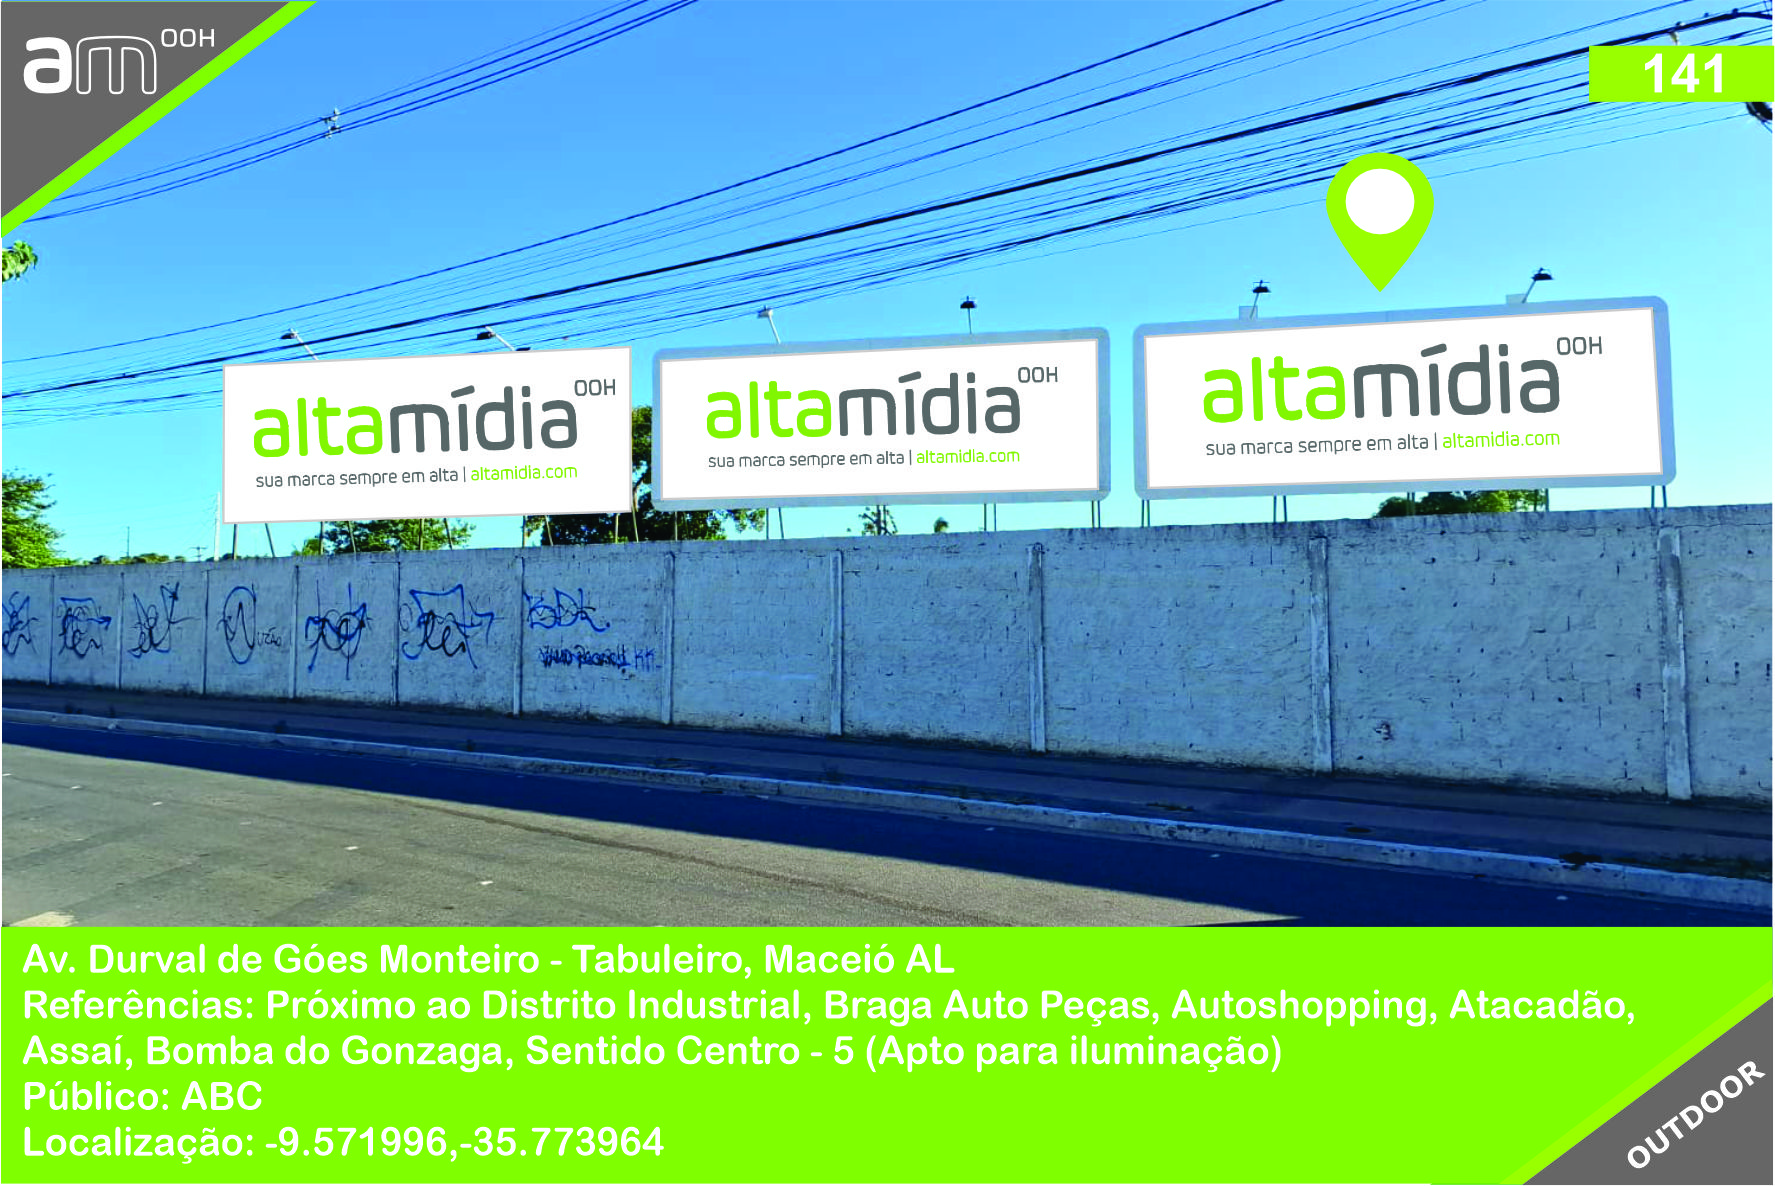 am OOH
141
altamídia OOH
sua marca sempre em alta | altamidia.com
altamídia OOH
sua marca sempre em alta | altamidia.com
altamídia OOH
sua marca sempre em alta | altamidia.com
Av. Durval de Góes Monteiro - Tabuleiro, Maceió AL
Referências: Próximo ao Distrito Industrial, Braga Auto Peças, Autoshopping, Atacadão,
Assaí, Bomba do Gonzaga, Sentido Centro - 5 (Apto para iluminação)
Público: ABC
Localização: -9.571996,-35.773964
OUTDOOR